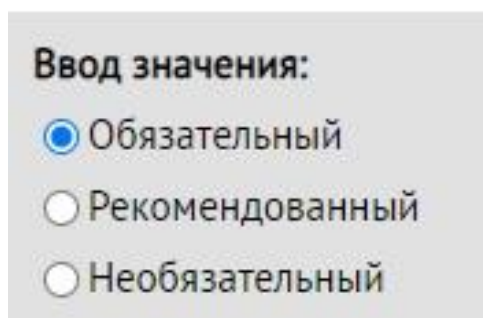 Ввод значения:
Обязательный
Рекомендованный
Необязательный